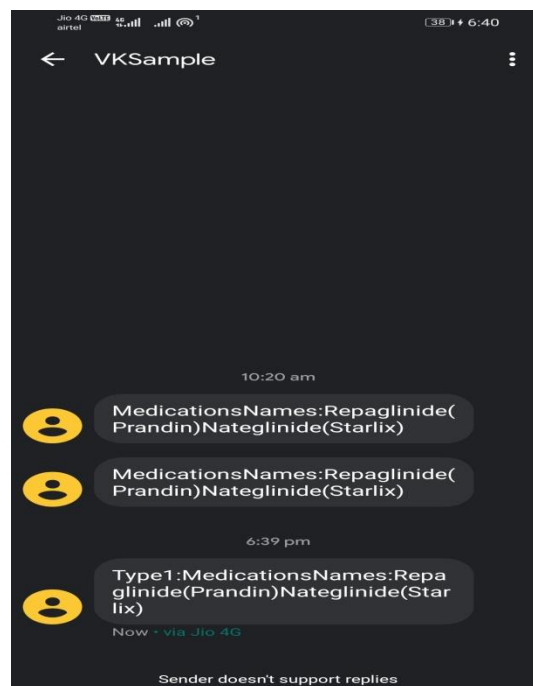 Jio 4G VoLTE 4G 1 38 6:40
airtel
VKSample
10:20 am
MedicationsNames:Repaglinide(
Prandin)Nateglinide(Starlix)
MedicationsNames:Repaglinide(
Prandin)Nateglinide(Starlix)
6:39 pm
Type1:MedicationsNames:Repa
glinide(Prandin)Nateglinide(Star
lix)
Now • via Jio 4G
Sender doesn't support replies